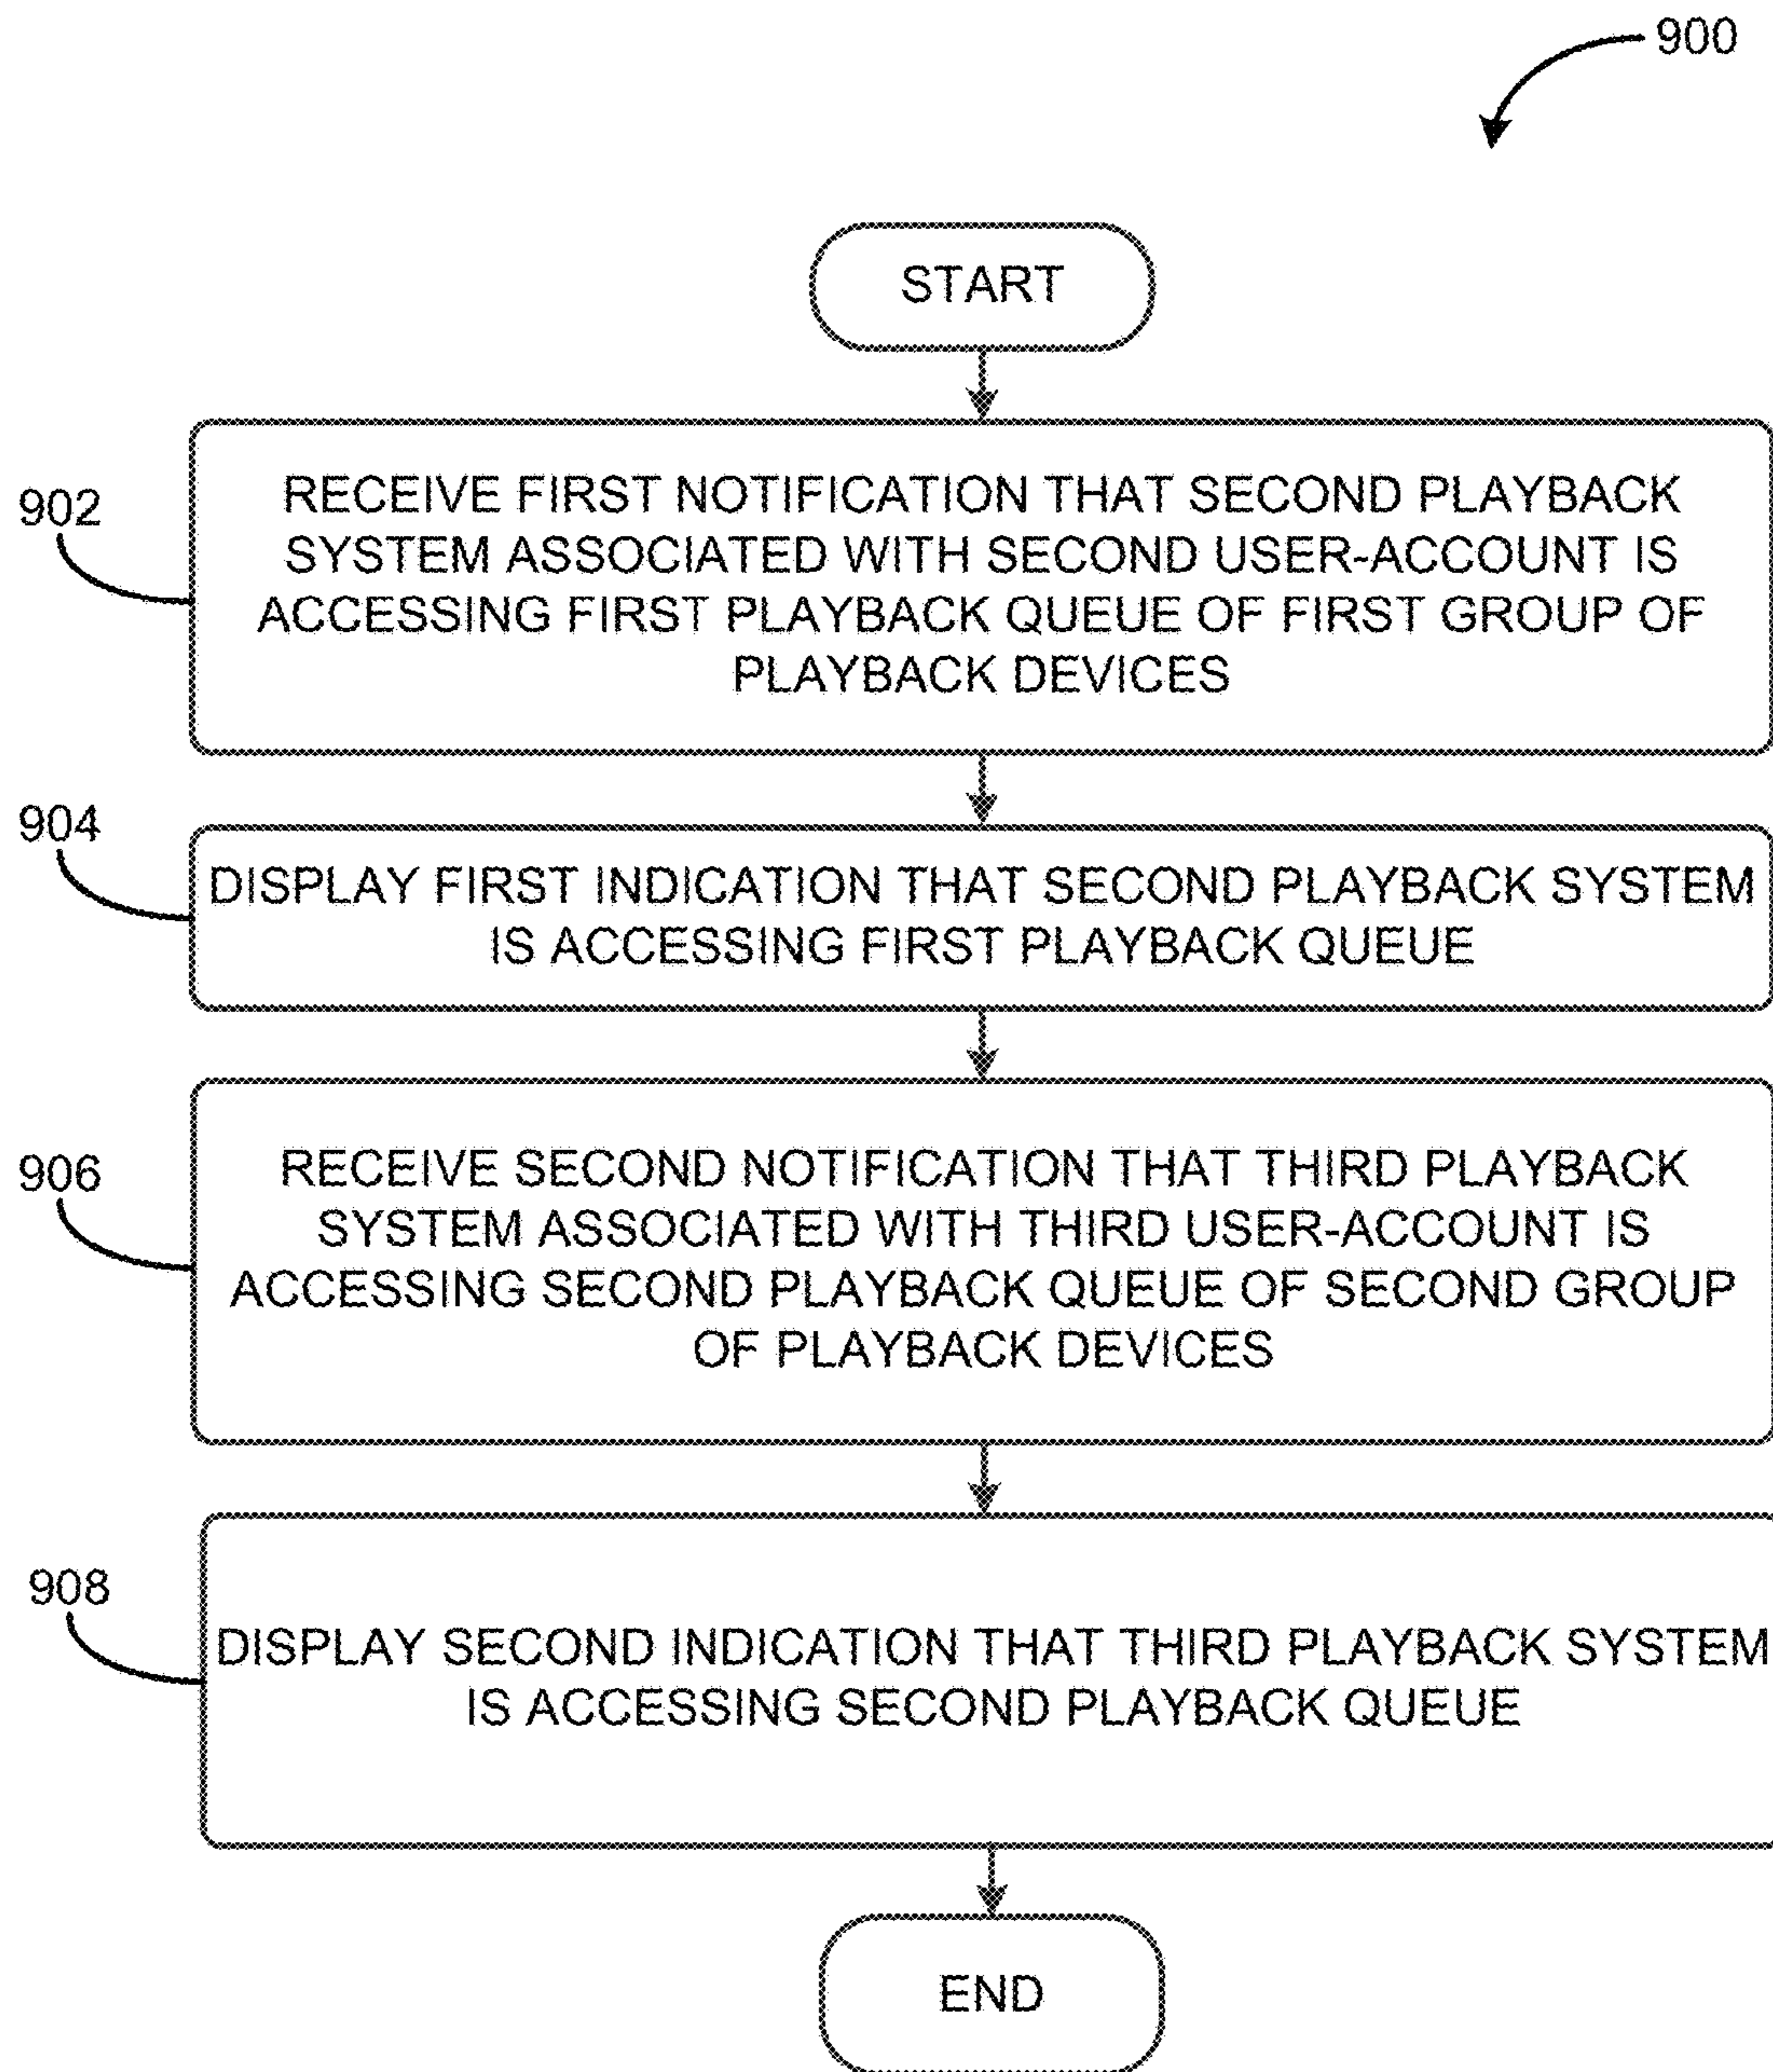 900
START
902
RECEIVE FIRST NOTIFICATION THAT SECOND PLAYBACK
SYSTEM ASSOCIATED WITH SECOND USER-ACCOUNT IS
ACCESSING FIRST PLAYBACK QUEUE OF FIRST GROUP OF
PLAYBACK DEVICES
904
DISPLAY FIRST INDICATION THAT SECOND PLAYBACK SYSTEM
IS ACCESSING FIRST PLAYBACK QUEUE
906
RECEIVE SECOND NOTIFICATION THAT THIRD PLAYBACK
SYSTEM ASSOCIATED WITH THIRD USER-ACCOUNT IS
ACCESSING SECOND PLAYBACK QUEUE OF SECOND GROUP
OF PLAYBACK DEVICES
908
DISPLAY SECOND INDICATION THAT THIRD PLAYBACK SYSTEM
IS ACCESSING SECOND PLAYBACK QUEUE
END